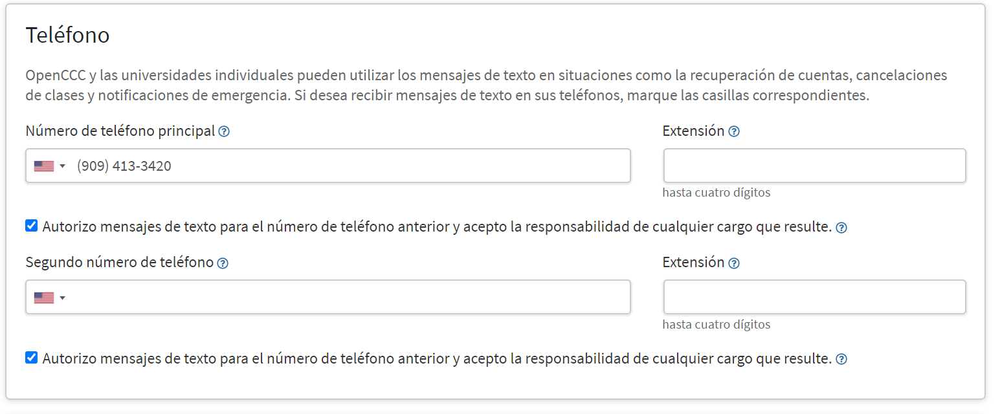 Teléfono
OpenCCC y las universidades individuales pueden utilizar los mensajes de texto en situaciones como la recuperación de cuentas, cancelaciones
de clases y notificaciones de emergencia. Si desea recibir mensajes de texto en sus teléfonos, marque las casillas correspondientes.
Número de teléfono principal ?
Extensión ?
(909) 413-3420
hasta cuatro dígitos
Autorizo mensajes de texto para el número de teléfono anterior y acepto la responsabilidad de cualquier cargo que resulte. ?
Segundo número de teléfono ?
Extensión ?
hasta cuatro dígitos
Autorizo mensajes de texto para el número de teléfono anterior y acepto la responsabilidad de cualquier cargo que resulte. ?